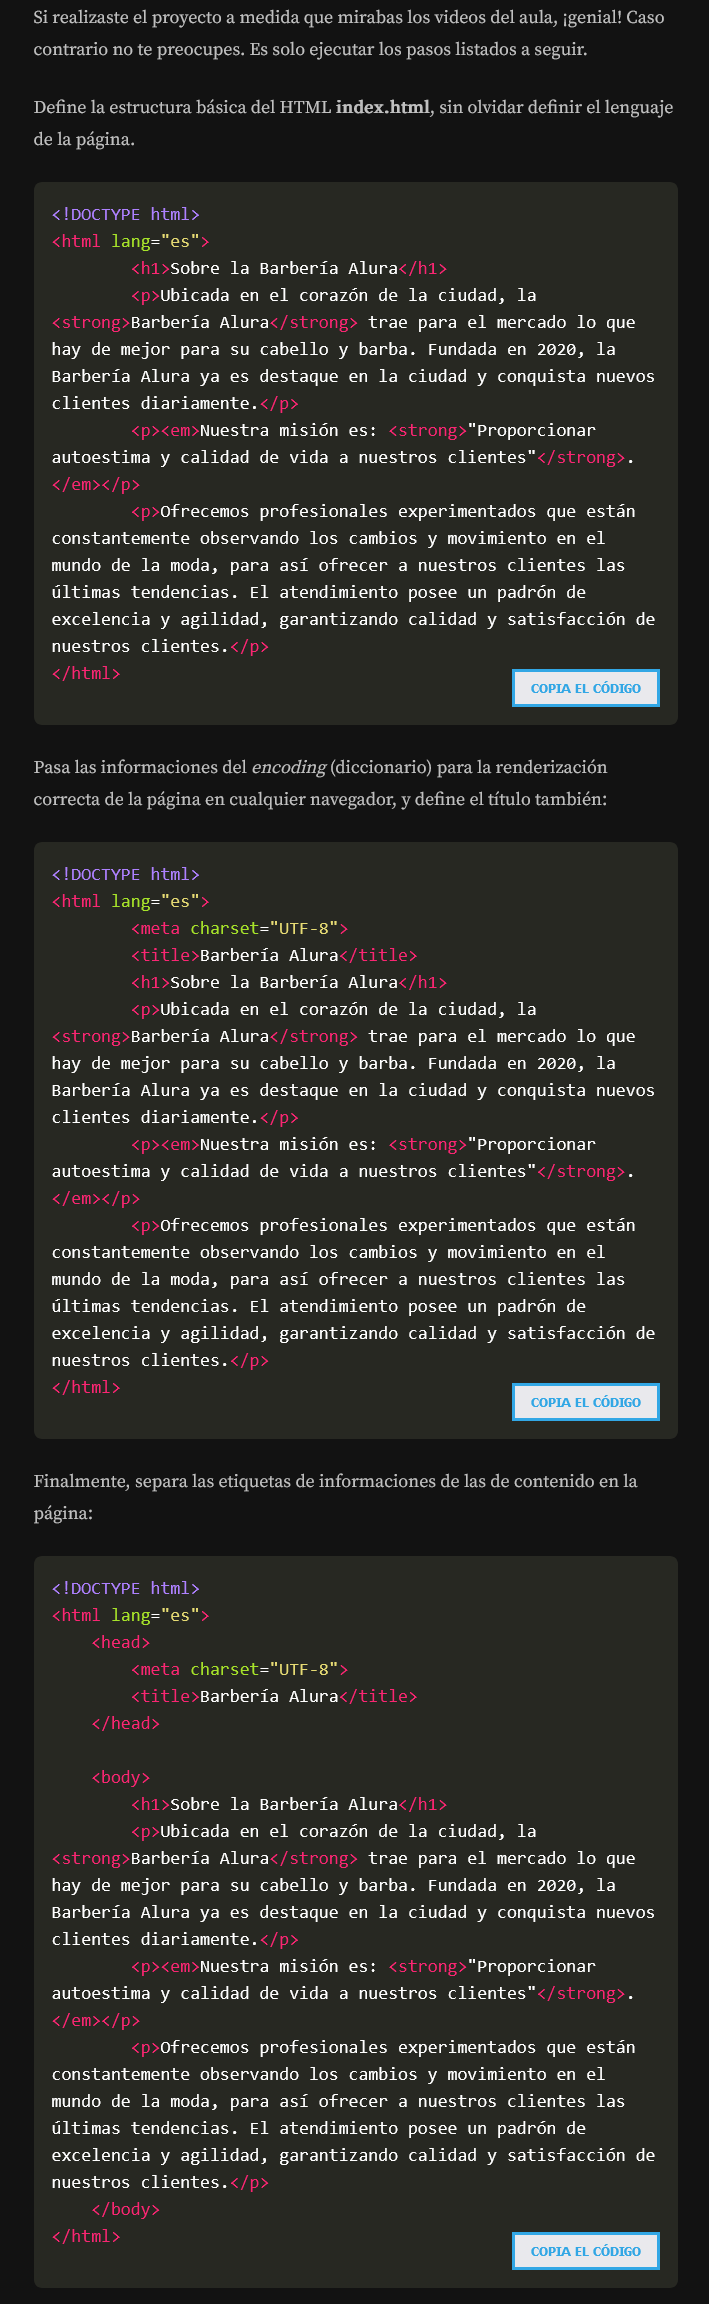 Si realizaste el proyecto a medida que mirabas los videos del aula, ¡genial! Caso
contrario no te preocupes. Es solo ejecutar los pasos listados a seguir.
Define la estructura básica del HTML index.html, sin olvidar definir el lenguaje
de la página.
<!DOCTYPE html>
<html lang="es">
        <h1>Sobre la Barbería Alura</h1>
        <p>Ubicada en el corazón de la ciudad, la
<strong>Barbería Alura</strong> trae para el mercado lo que
hay de mejor para su cabello y barba. Fundada en 2020, la
Barbería Alura ya es destaque en la ciudad y conquista nuevos
clientes diariamente.</p>
        <p><em>Nuestra misión es: <strong>"Proporcionar
autoestima y calidad de vida a nuestros clientes"</strong>.
</em></p>
        <p>Ofrecemos profesionales experimentados que están
constantemente observando los cambios y movimiento en el
mundo de la moda, para así ofrecer a nuestros clientes las
últimas tendencias. El atendimiento posee un padrón de
excelencia y agilidad, garantizando calidad y satisfacción de
nuestros clientes.</p>
</html>
COPIA EL CÓDIGO
Pasa las informaciones del encoding (diccionario) para la renderización
correcta de la página en cualquier navegador, y define el título también:
<!DOCTYPE html>
<html lang="es">
        <meta charset="UTF-8">
        <title>Barbería Alura</title>
        <h1>Sobre la Barbería Alura</h1>
        <p>Ubicada en el corazón de la ciudad, la
<strong>Barbería Alura</strong> trae para el mercado lo que
hay de mejor para su cabello y barba. Fundada en 2020, la
Barbería Alura ya es destaque en la ciudad y conquista nuevos
clientes diariamente.</p>
        <p><em>Nuestra misión es: <strong>"Proporcionar
autoestima y calidad de vida a nuestros clientes"</strong>.
</em></p>
        <p>Ofrecemos profesionales experimentados que están
constantemente observando los cambios y movimiento en el
mundo de la moda, para así ofrecer a nuestros clientes las
últimas tendencias. El atendimiento posee un padrón de
excelencia y agilidad, garantizando calidad y satisfacción de
nuestros clientes.</p>
</html>
COPIA EL CÓDIGO
Finalmente, separa las etiquetas de informaciones de las de contenido en la
página:
<!DOCTYPE html>
<html lang="es">
    <head>
        <meta charset="UTF-8">
        <title>Barbería Alura</title>
    </head>
    <body>
        <h1>Sobre la Barbería Alura</h1>
        <p>Ubicada en el corazón de la ciudad, la
<strong>Barbería Alura</strong> trae para el mercado lo que
hay de mejor para su cabello y barba. Fundada en 2020, la
Barbería Alura ya es destaque en la ciudad y conquista nuevos
clientes diariamente.</p>
        <p><em>Nuestra misión es: <strong>"Proporcionar
autoestima y calidad de vida a nuestros clientes"</strong>.
</em></p>
        <p>Ofrecemos profesionales experimentados que están
constantemente observando los cambios y movimiento en el
mundo de la moda, para así ofrecer a nuestros clientes las
últimas tendencias. El atendimiento posee un padrón de
excelencia y agilidad, garantizando calidad y satisfacción de
nuestros clientes.</p>
    </body>
</html>
COPIA EL CÓDIGO